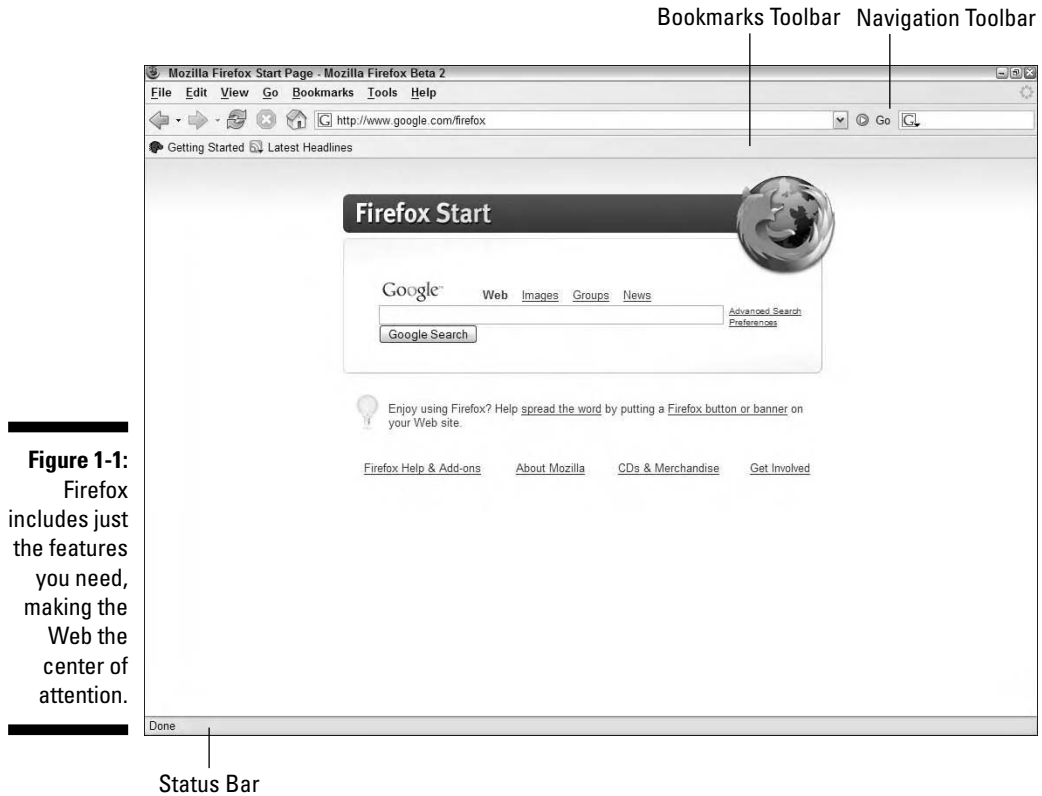 Bookmarks Toolbar Navigation Toolbar
Mozilla Firefox Start Page - Mozilla Firefox Beta 2
File Edit View Go Bookmarks Tools Help
G http://www.google.com/firefox Go G
Getting Started Latest Headlines
Firefox Start
Google Web Images Groups News
Advanced Search
Preferences
Google Search
Enjoy using Firefox? Help spread the word by putting a Firefox button or banner on
your Web site.
Firefox Help & Add-ons About Mozilla CDs & Merchandise Get Involved
Figure 1-1:
Firefox
includes just
the features
you need,
making the
Web the
center of
attention.
Done
Status Bar